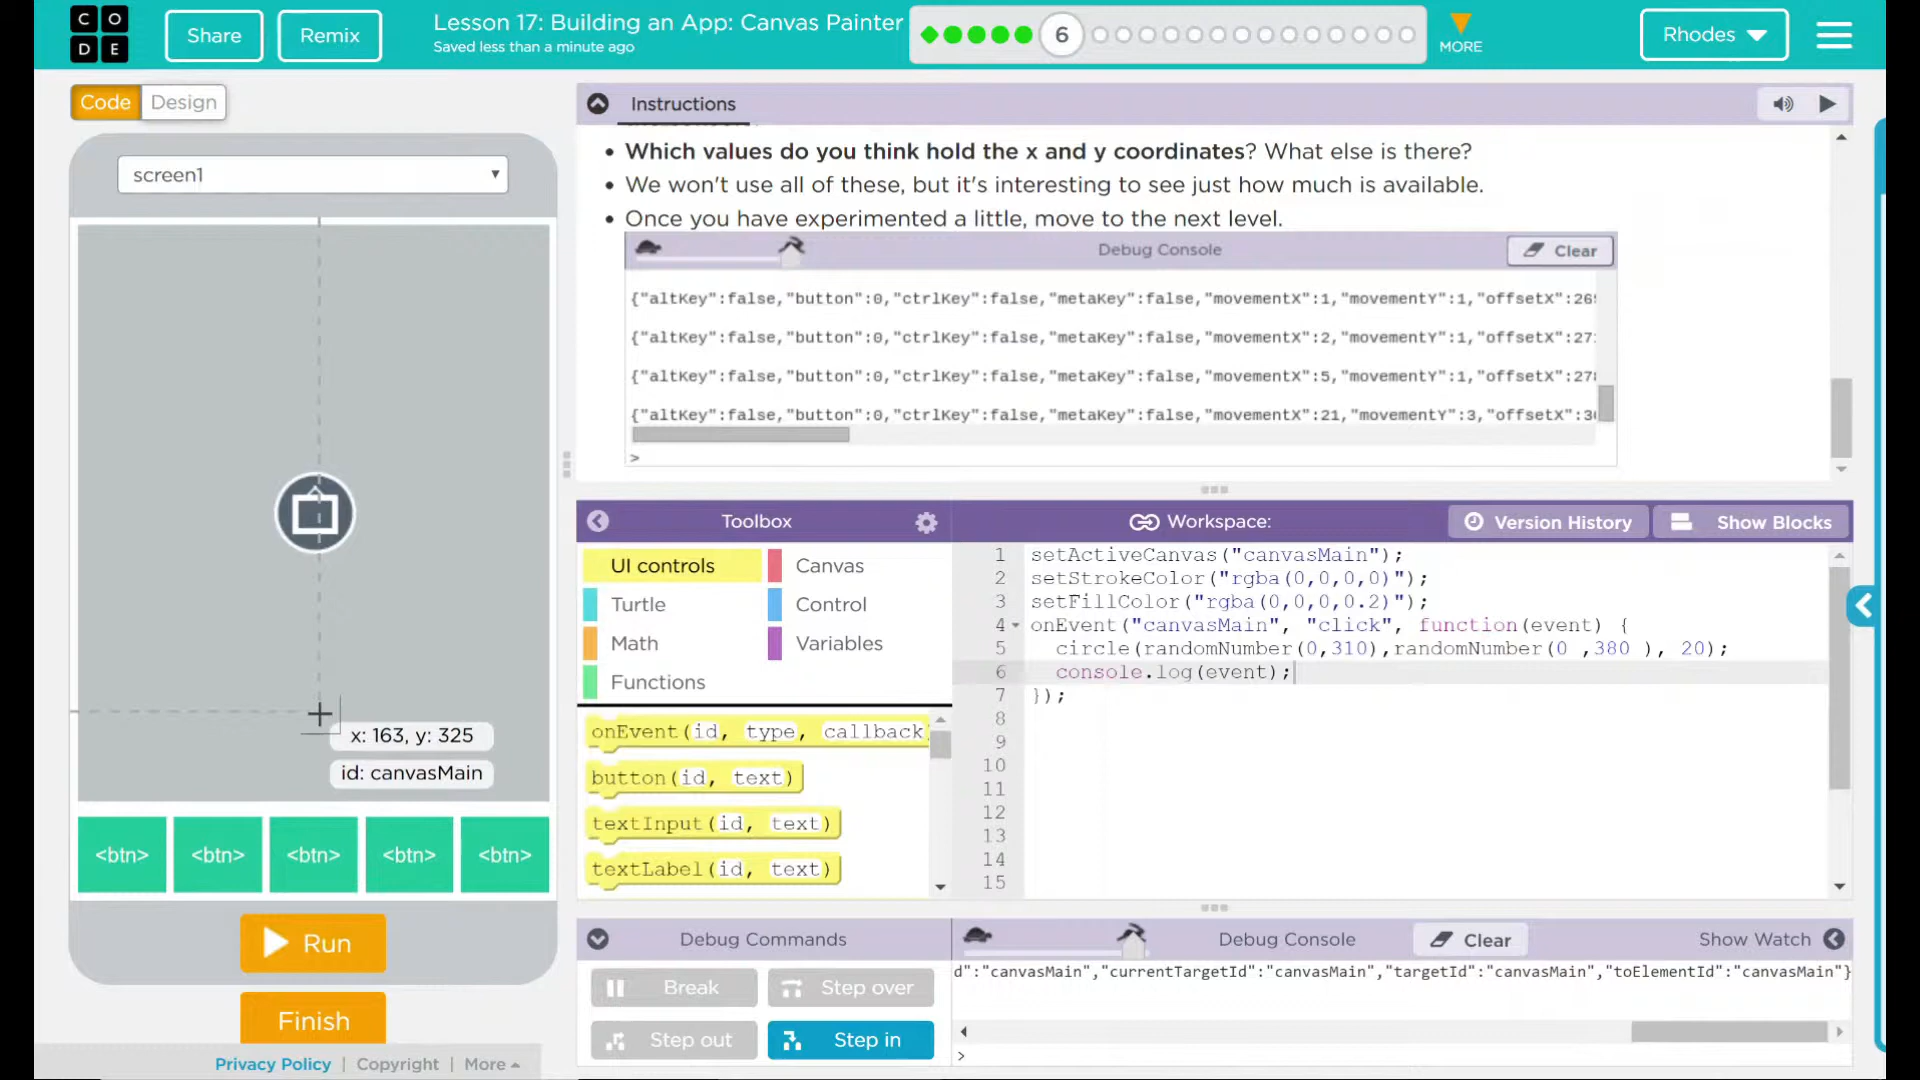 CODE
Share
Remix
Lesson 17: Building an App: Canvas Painter
Saved less than a minute ago
6
MORE
Rhodes
Code
Design
screen1
x: 163, y: 325
id: canvasMain
<btn>
<btn>
<btn>
<btn>
<btn>
Run
Finish
Privacy Policy | Copyright | More
Instructions
Which values do you think hold the x and y coordinates? What else is there?
We won't use all of these, but it's interesting to see just how much is available.
Once you have experimented a little, move to the next level.
Debug Console
Clear
{"altKey":false,"button":0,"ctrlKey":false,"metaKey":false,"movementX":1,"movementY":1,"offsetX":26
{"altKey":false,"button":0,"ctrlKey":false,"metaKey":false,"movementX":2,"movementY":1,"offsetX":27
{"altKey":false,"button":0,"ctrlKey":false,"metaKey":false,"movementX":5,"movementY":1,"offsetX":27
{"altKey":false,"button":0,"ctrlKey":false,"metaKey":false,"movementX":21,"movementY":3,"offsetX":3
>
Toolbox
UI controls
Canvas
Turtle
Control
Math
Variables
Functions
onEvent(id, type, callback
button(id, text)
textInput(id, text)
textLabel(id, text)
Workspace:
Version History
Show Blocks
1 setActiveCanvas("canvasMain");
2 setStrokeColor("rgba(0,0,0,0)");
3 setFillColor("rgba(0,0,0,0.2)");
4 onEvent("canvasMain", "click", function(event) {
5 circle(randomNumber(0,310),randomNumber(0 ,380 ), 20);
6 console.log(event);
7 });
8
9
10
11
12
13
14
15
Debug Commands
Break
Step over
Step out
Step in
Debug Console
Clear
Show Watch
d":"canvasMain","currentTargetId":"canvasMain","targetId":"canvasMain","toElementId":"canvasMain"}
>